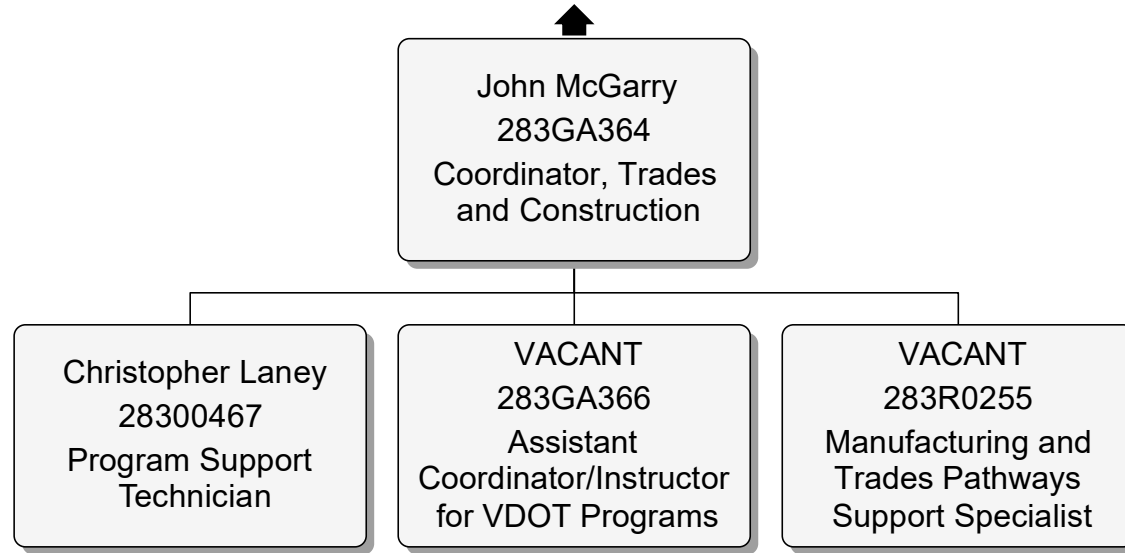 John McGarry
283GA364
Coordinator, Trades
and Construction
Christopher Laney
28300467
Program Support
Technician
VACANT
283GA366
Assistant
Coordinator/Instructor
for VDOT Programs
VACANT
283R0255
Manufacturing and
Trades Pathways
Support Specialist